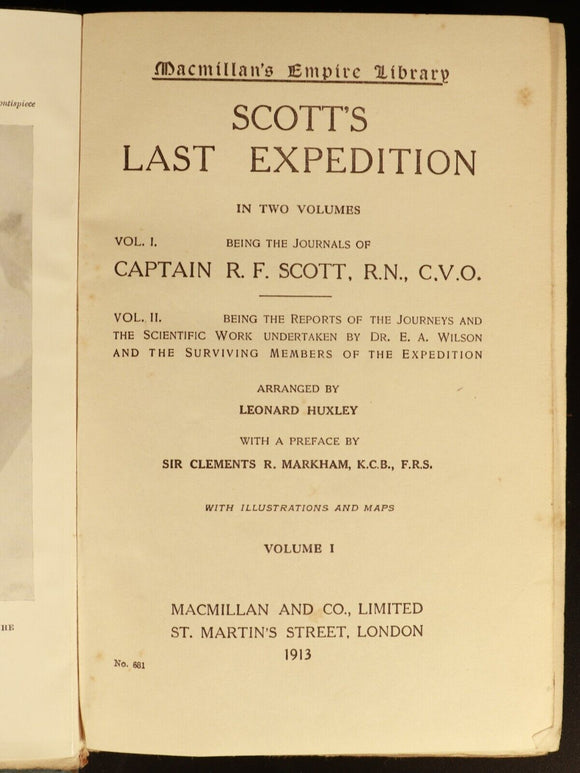 ontispiece
HE
Macmillan's Empire Library
SCOTT'S
LAST EXPEDITION
IN TWO VOLUMES
VOL. I. BEING THE JOURNALS OF
CAPTAIN R. F. SCOTT, R.N., C.V.O.
VOL. II. BEING THE REPORTS OF THE JOURNEYS AND
THE SCIENTIFIC WORK UNDERTAKEN BY DR. E. A. WILSON
AND THE SURVIVING MEMBERS OF THE EXPEDITION
ARRANGED BY
LEONARD HUXLEY
WITH A PREFACE BY
SIR CLEMENTS R. MARKHAM, K.C.B., F.R.S.
WITH ILLUSTRATIONS AND MAPS
VOLUME I
MACMILLAN AND CO., LIMITED
ST. MARTIN'S STREET, LONDON
1913
No. 681